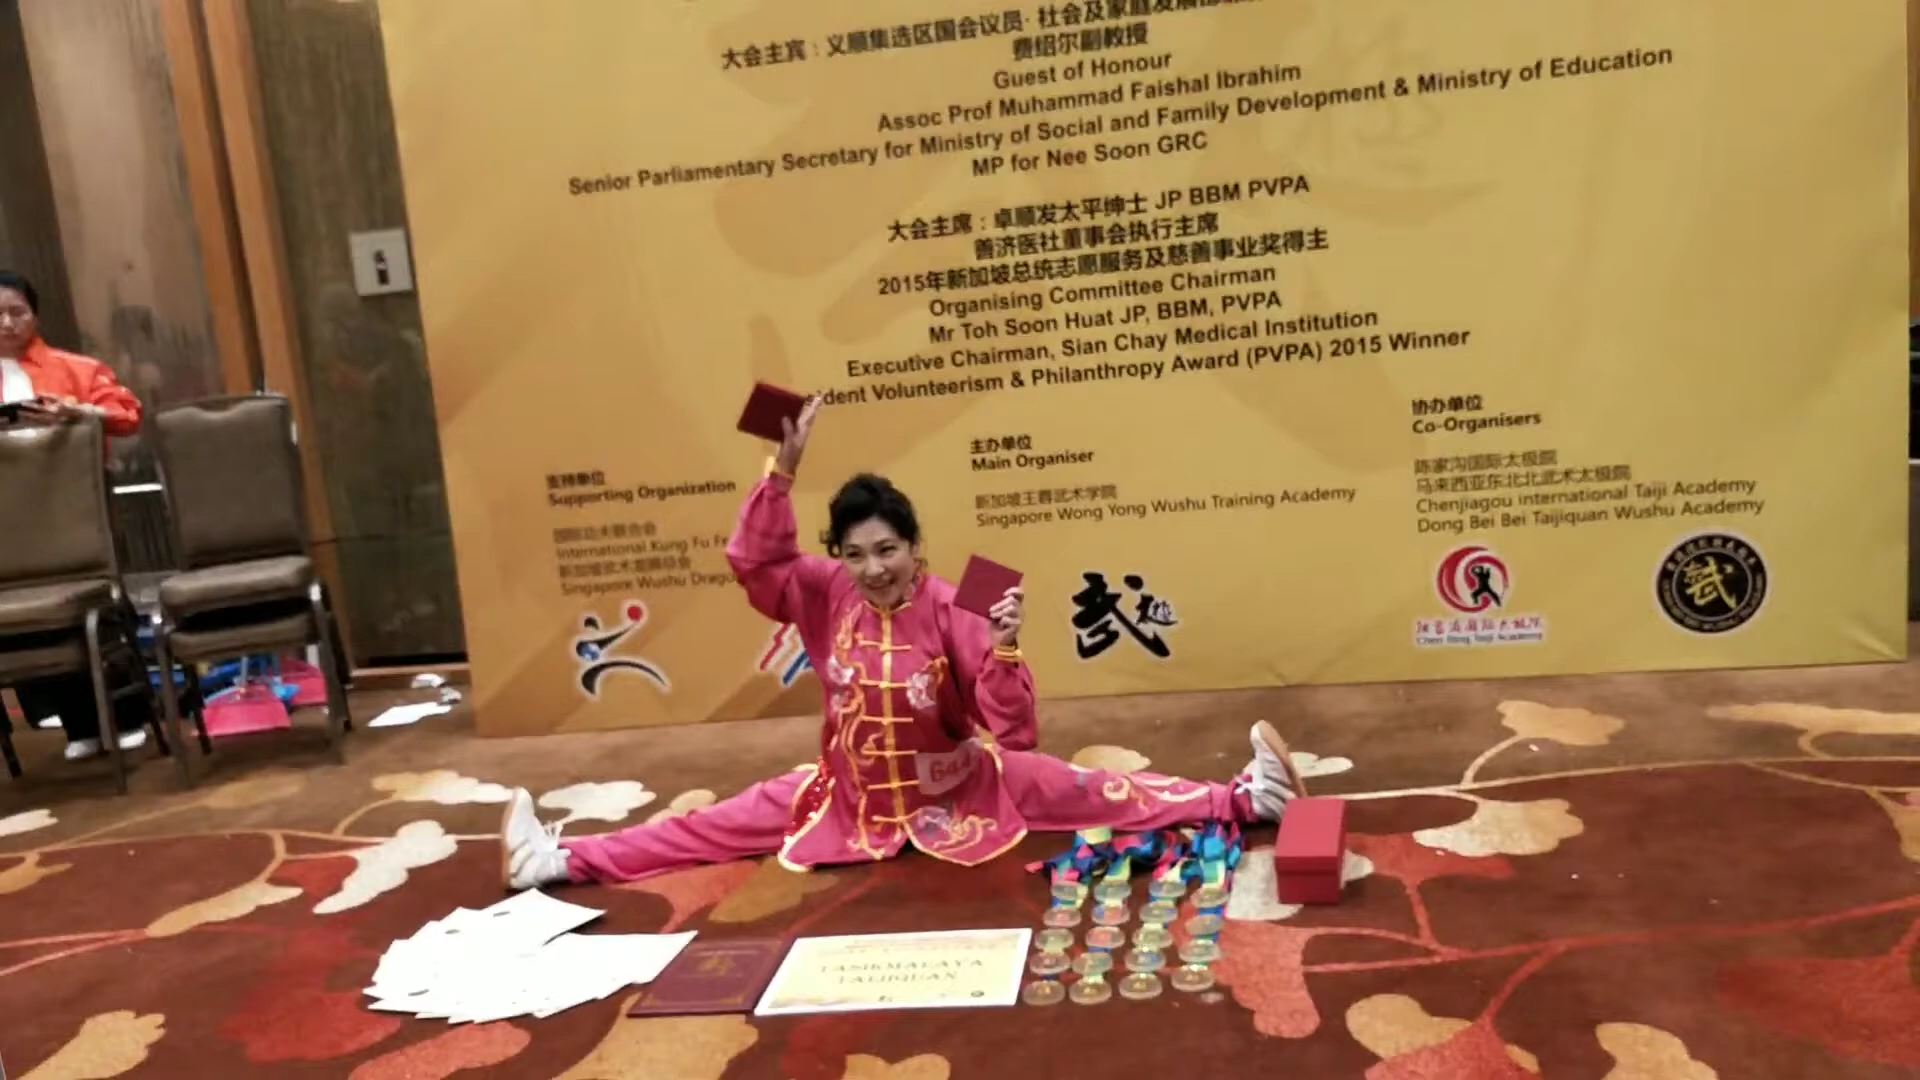 大会主宾：义顺集选区国会议员·社会及家庭发展
费绍尔副教授
Guest of Honour
Assoc Prof Muhammad Faishal Ibrahim
Senior Parliamentary Secretary for Ministry of Social and Family Development & Ministry of Education
MP for Nee Soon GRC
大会主席：卓顺发太平绅士 JP BBM PVPA
善济医社董事会执行主席
2015年新加坡总统志愿服务及慈善事业奖得主
Organising Committee Chairman
Mr Toh Soon Huat JP, BBM, PVPA
Executive Chairman, Sian Chay Medical Institution
ident Volunteerism & Philanthropy Award (PVPA) 2015 Winner
支持单位
Supporting Organization
国际功夫联合会
International Kung Fu Fe
新加坡武术龙狮总会
Singapore Wushu Drago
主办单位
Main Organiser
新加坡王蓉武术学院
Singapore Wong Yong Wushu Training Academy
武
协办单位
Co-Organisers
陈家沟国际太极院
马来西亚东北北武术太极院
Chenjiagou international Taiji Academy
Dong Bei Bei Taijiquan Wushu Academy
武
644
TASIKMALAYA
TAIJIQUAN